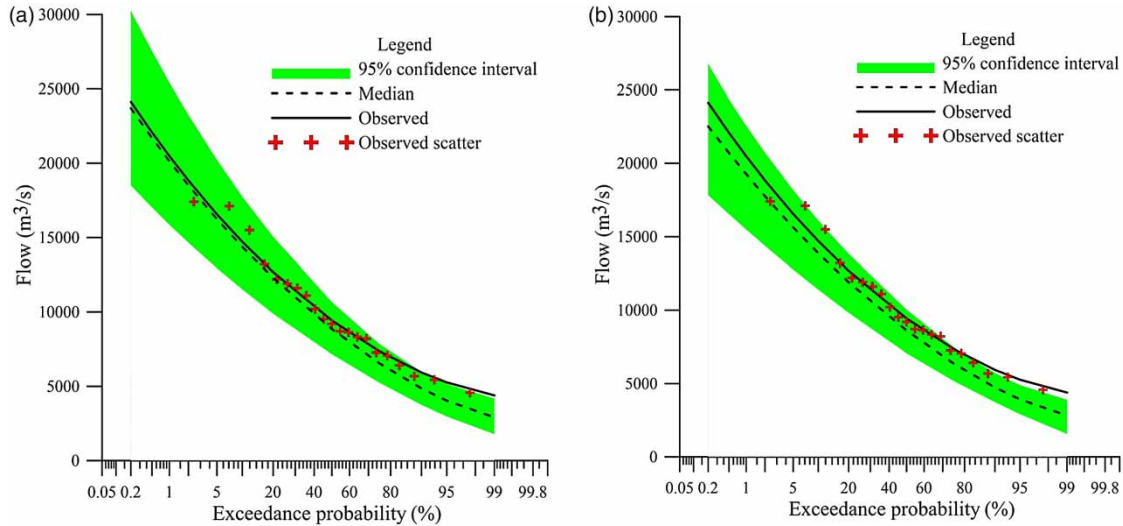 (a)
30000
25000
20000
15000
10000
5000
0
Flow (m3/s)
Legend
95% confidence interval
Median
Observed
Observed scatter
0.05 0.2 1 5 20 40 60 80 95 99 99.8
Exceedance probability (%)
(b)
30000
25000
20000
15000
10000
5000
0
Flow (m3/s)
Legend
95% confidence interval
Median
Observed
Observed scatter
0.05 0.2 1 5 20 40 60 80 95 99 99.8
Exceedance probability (%)